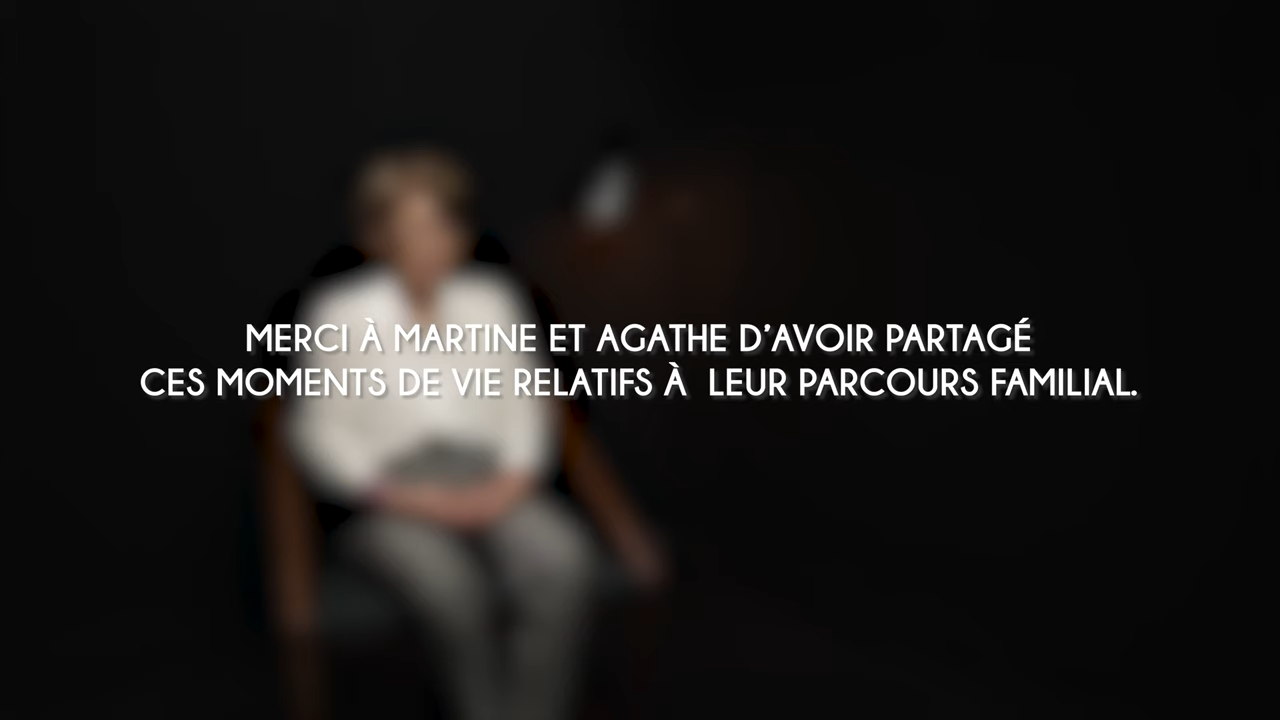 MERCI À MARTINE ET AGATHE D'AVOIR PARTAGÉ
CES MOMENTS DE VIE RELATIFS À  LEUR PARCOURS FAMILIAL.